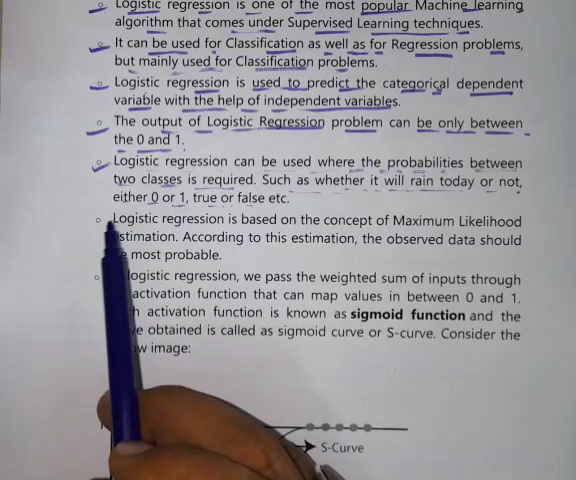 Logistic regression is one of the most popular Machine learning
algorithm that comes under Supervised Learning techniques.
It can be used for Classification as well as for Regression problems,
but mainly used for Classification problems.
Logistic regression is used to predict the categorical dependent
variable with the help of independent variables.
The output of Logistic Regression problem can be only between
the 0 and 1.
Logistic regression can be used where the probabilities between
two classes is required. Such as whether it will rain today or not,
either 0 or 1, true or false etc.
Logistic regression is based on the concept of Maximum Likelihood
estimation. According to this estimation, the observed data should
most probable.
logistic regression, we pass the weighted sum of inputs through
activation function that can map values in between 0 and 1.
activation function is known as sigmoid function and the
obtained is called as sigmoid curve or S-curve. Consider the
image:
S-Curve